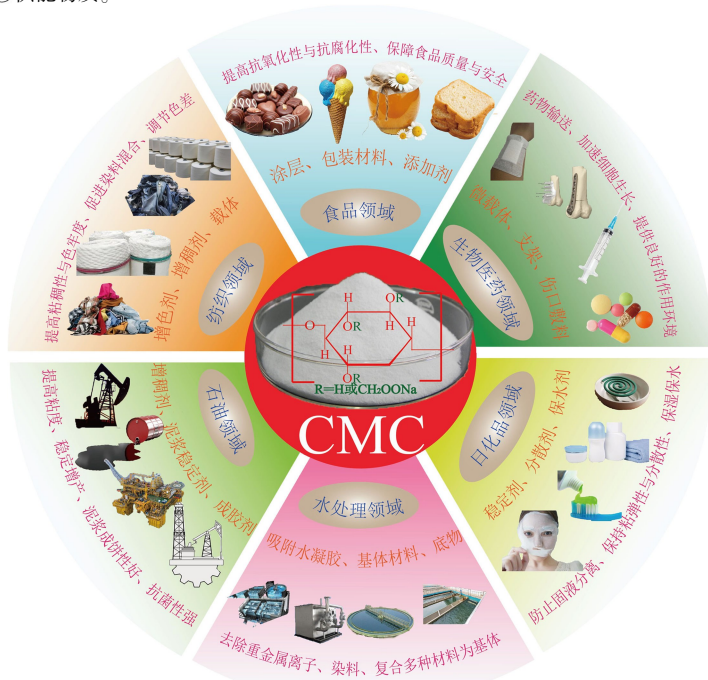 提高抗氧化性与抗腐化性、保障食品质量与安全
涂层、包装材料、添加剂
食品领域
药物输送、加速细胞生长、提供良好的作用环境
微载体、支架、伤口敷料
生物医药领域
防止固液分离、保持粘弹性与分散性、保湿保水
稳定剂、分散剂、保水剂
日化品领域
水处理领域
吸附水凝胶、基体材料、底物
去除重金属离子、染料、复合多种材料为基体
石油领域
增稠剂、泥浆稳定剂、成胶剂
提高粘度、稳定增产、泥浆成饼性好、抗菌性强
提高粘稠性与色牢度、促进染料混合、调节色差
增色剂、增稠剂、载体
纺织领域
H OR
H
O
OR H
H H
O
H OR
R=H或CH₂OONa
CMC